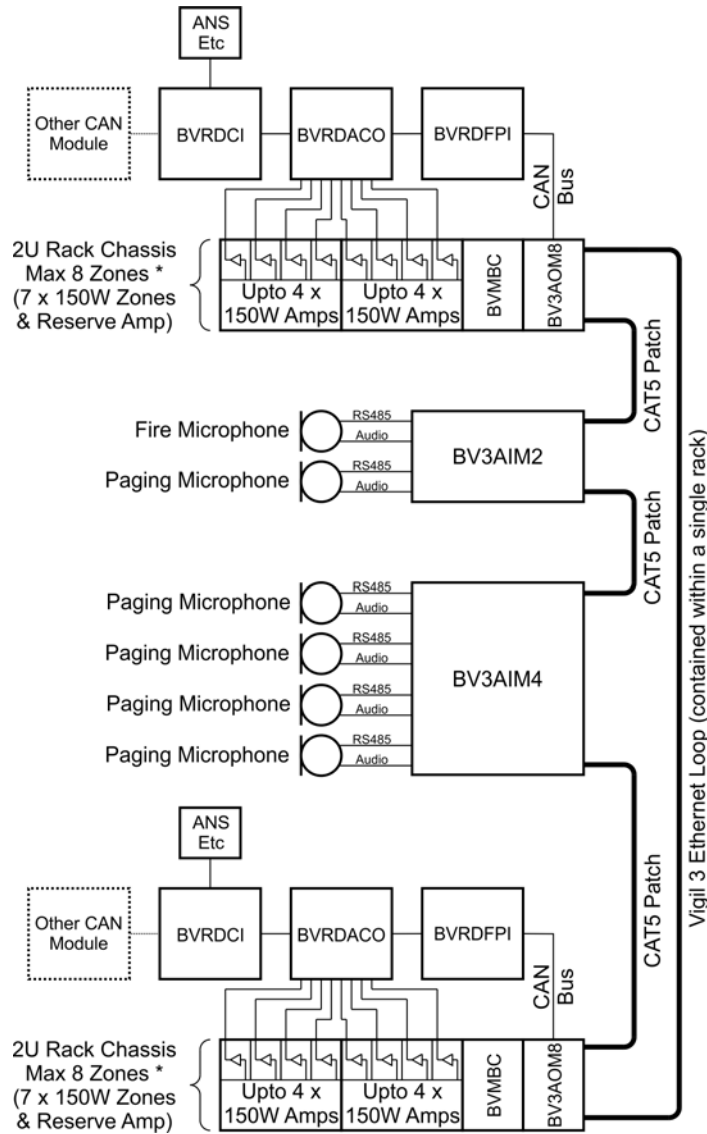 ANS
Etc
Other CAN
Module
BVRDCI
BVRDACO
BVRDFPI
CAN
Bus
2U Rack Chassis
Max 8 Zones *
(7 x 150W Zones
& Reserve Amp)
Upto 4 x
150W Amps
Upto 4 x
150W Amps
BVMBC
BV3AOM8
CAT5 Patch
Fire Microphone
RS485
Audio
Paging Microphone
RS485
Audio
BV3AIM2
CAT5 Patch
Vigil 3 Ethernet Loop (contained within a single rack)
Paging Microphone
RS485
Audio
Paging Microphone
RS485
Audio
Paging Microphone
RS485
Audio
Paging Microphone
RS485
Audio
BV3AIM4
CAT5 Patch
ANS
Etc
Other CAN
Module
BVRDCI
BVRDACO
BVRDFPI
CAN
Bus
2U Rack Chassis
Max 8 Zones *
(7 x 150W Zones
& Reserve Amp)
Upto 4 x
150W Amps
Upto 4 x
150W Amps
BVMBC
BV3AOM8